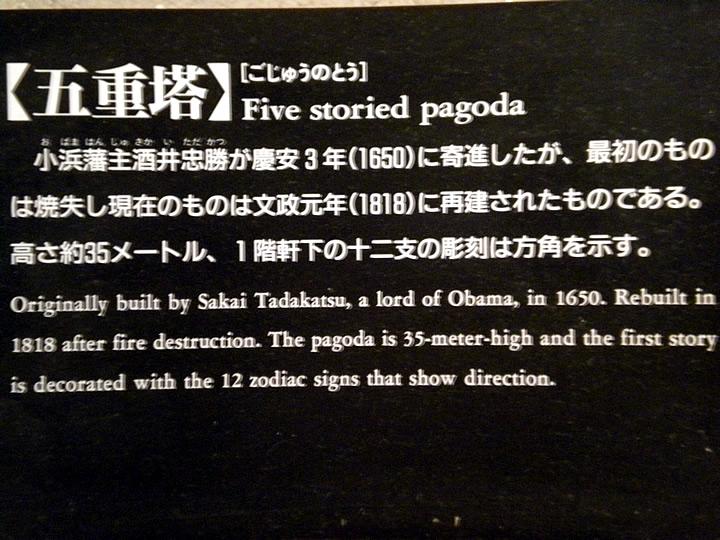 【五重塔】[ごじゅうのとう]
Five storied pagoda
お ばま はん じゅ さか い ただ かつ
小浜藩主酒井忠勝が慶安3年(1650)に寄進したが、最初のもの
は焼失し現在のものは文政元年(1818)に再建されたものである。
高さ約35メートル、1階軒下の十二支の彫刻は方角を示す。
Originally built by Sakai Tadakatsu, a lord of Obama, in 1650. Rebuilt in
1818 after fire destruction. The pagoda is 35-meter-high and the first story
is decorated with the 12 zodiac signs that show direction.